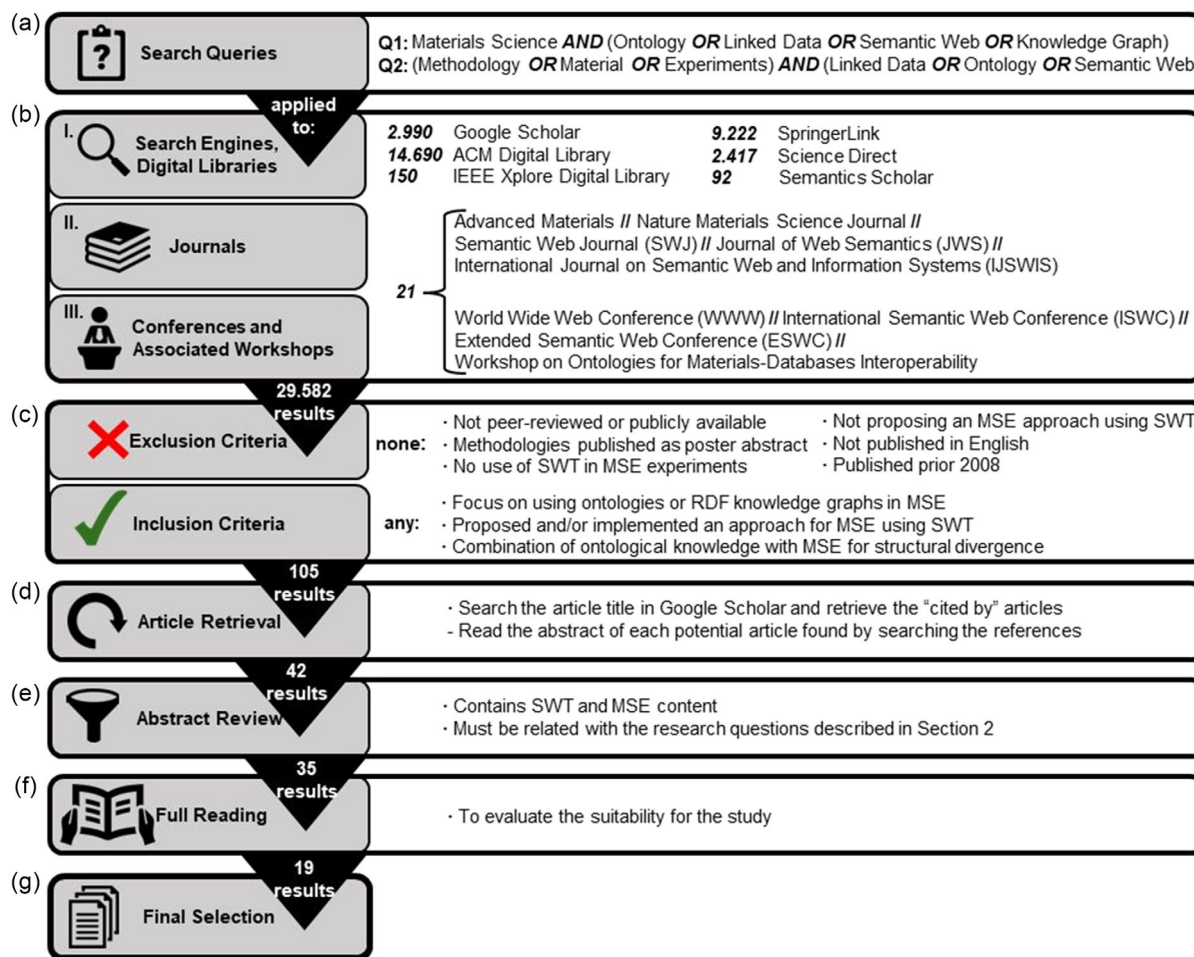 (a)
Search Queries
Q1: Materials Science AND (Ontology OR Linked Data OR Semantic Web OR Knowledge Graph)
Q2: (Methodology OR Material OR Experiments) AND (Linked Data OR Ontology OR Semantic Web
applied
to:
(b)
I.
Search Engines,
Digital Libraries
2.990 Google Scholar
14.690 ACM Digital Library
150 IEEE Xplore Digital Library
9.222 SpringerLink
2.417 Science Direct
92 Semantics Scholar
II.
Journals
III.
Conferences and
Associated Workshops
21
Advanced Materials // Nature Materials Science Journal //
Semantic Web Journal (SWJ) // Journal of Web Semantics (JWS) //
International Journal on Semantic Web and Information Systems (IJSWIS)
World Wide Web Conference (WWW) // International Semantic Web Conference (ISWC) //
Extended Semantic Web Conference (ESWC) //
Workshop on Ontologies for Materials-Databases Interoperability
29.582
results
(c)
Exclusion Criteria
none:
· Not peer-reviewed or publicly available
· Methodologies published as poster abstract
· No use of SWT in MSE experiments
· Not proposing an MSE approach using SWT
· Not published in English
· Published prior 2008
Inclusion Criteria
any:
· Focus on using ontologies or RDF knowledge graphs in MSE
· Proposed and/or implemented an approach for MSE using SWT
· Combination of ontological knowledge with MSE for structural divergence
105
results
(d)
Article Retrieval
· Search the article title in Google Scholar and retrieve the “cited by” articles
- Read the abstract of each potential article found by searching the references
42
results
(e)
Abstract Review
· Contains SWT and MSE content
· Must be related with the research questions described in Section 2
35
results
(f)
Full Reading
· To evaluate the suitability for the study
19
results
(g)
Final Selection